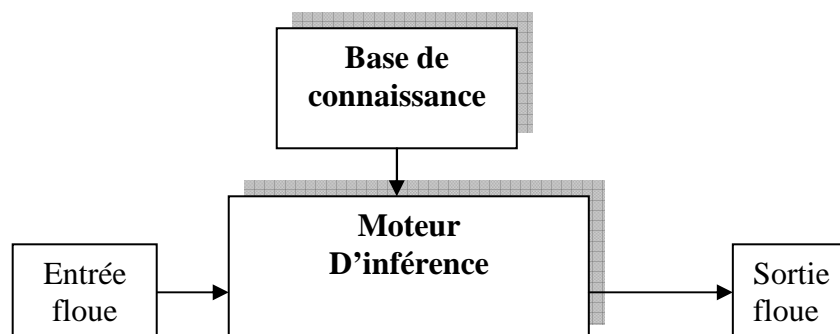 Base de
connaissance
Moteur
D’inférence
Entrée
floue
Sortie
floue